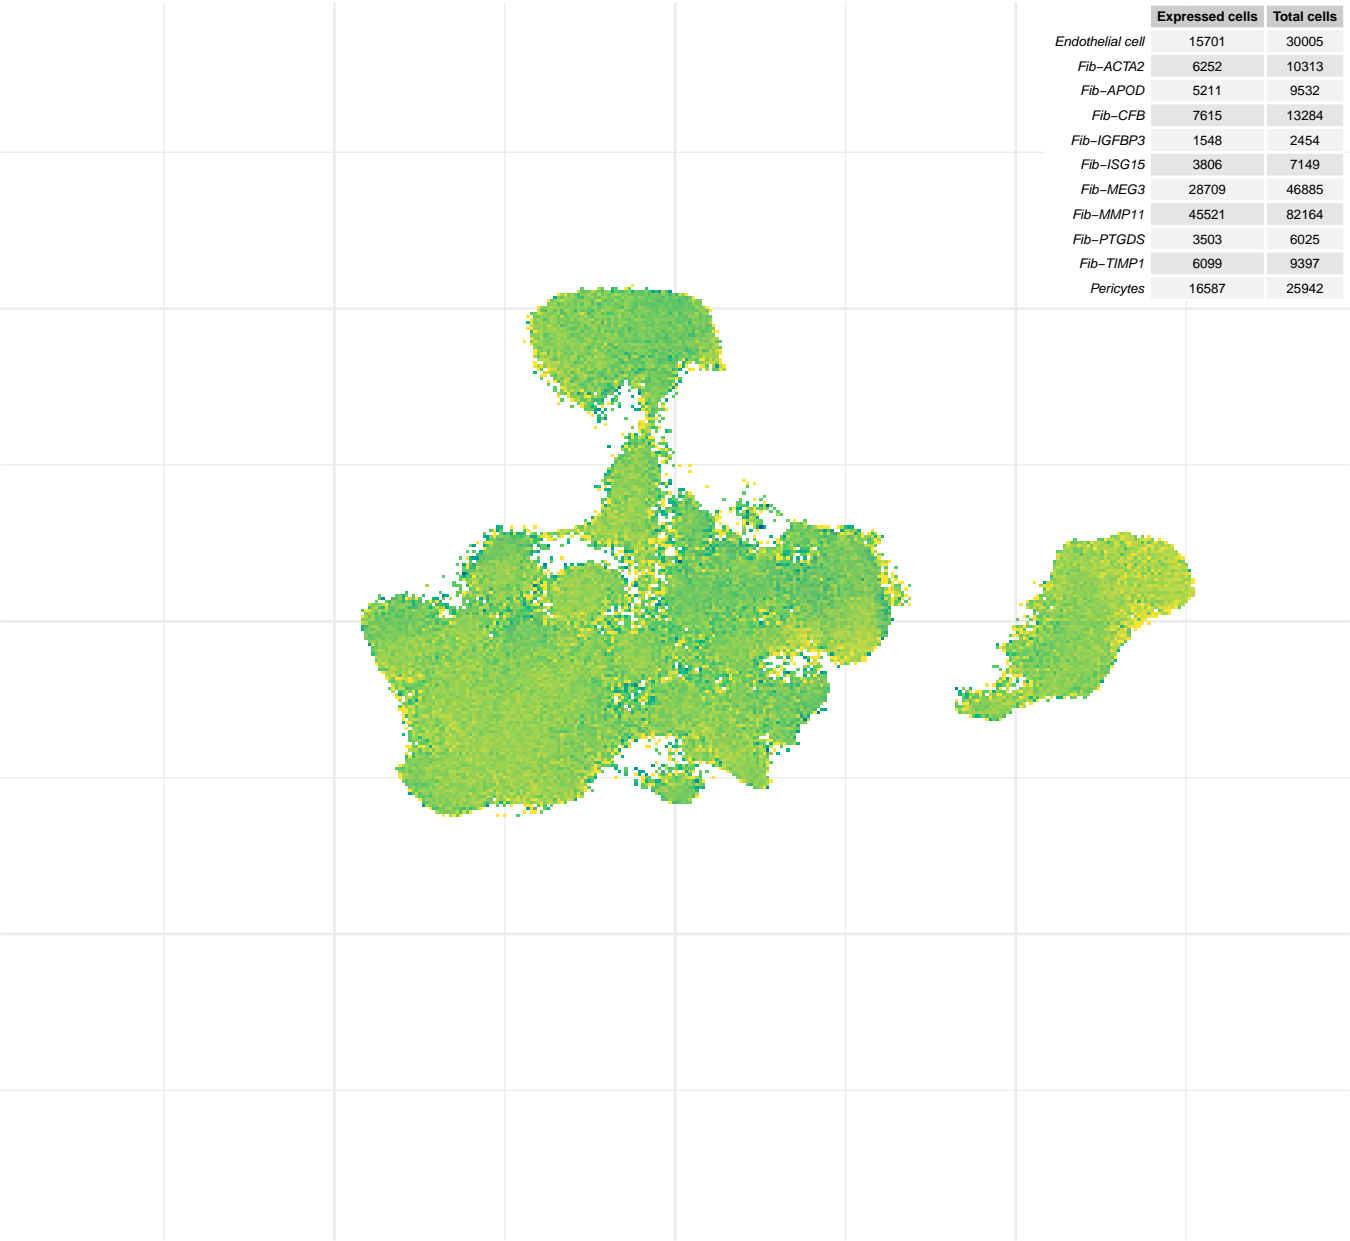 Expressed cells Total cells
Endothelial cell 15701 30005
Fib−ACTA2 6252 10313
Fib−APOD 5211 9532
Fib−CFB 7615 13284
Fib−IGFBP3 1548 2454
Fib−ISG15 3806 7149
Fib−MEG3 28709 46885
Fib−MMP11 45521 82164
Fib−PTGDS 3503 6025
Fib−TIMP1 6099 9397
Pericytes 16587 25942